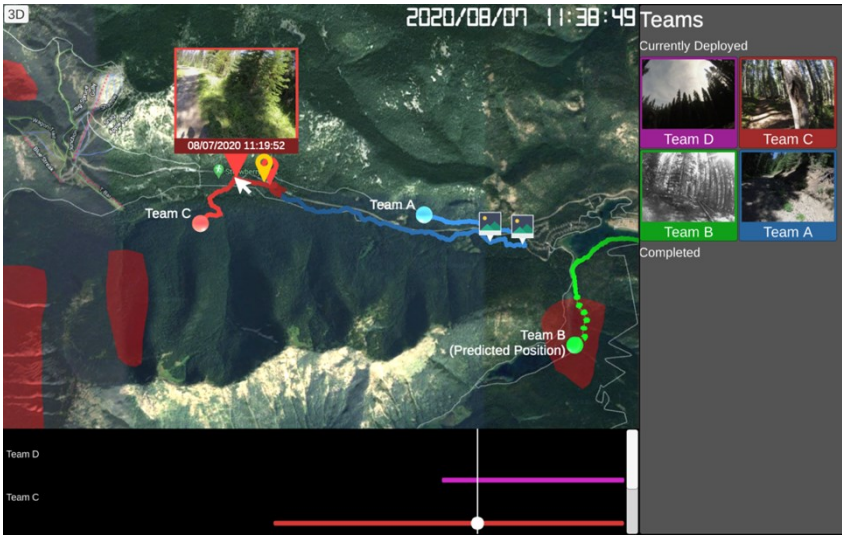 3D
2020/08/07 11:38:49
08/07/2020 11:19:52
Team C
Team A
Team B
(Predicted Position)
Team D
Team C
Teams
Currently Deployed
Team D
Team C
Team B
Team A
Completed